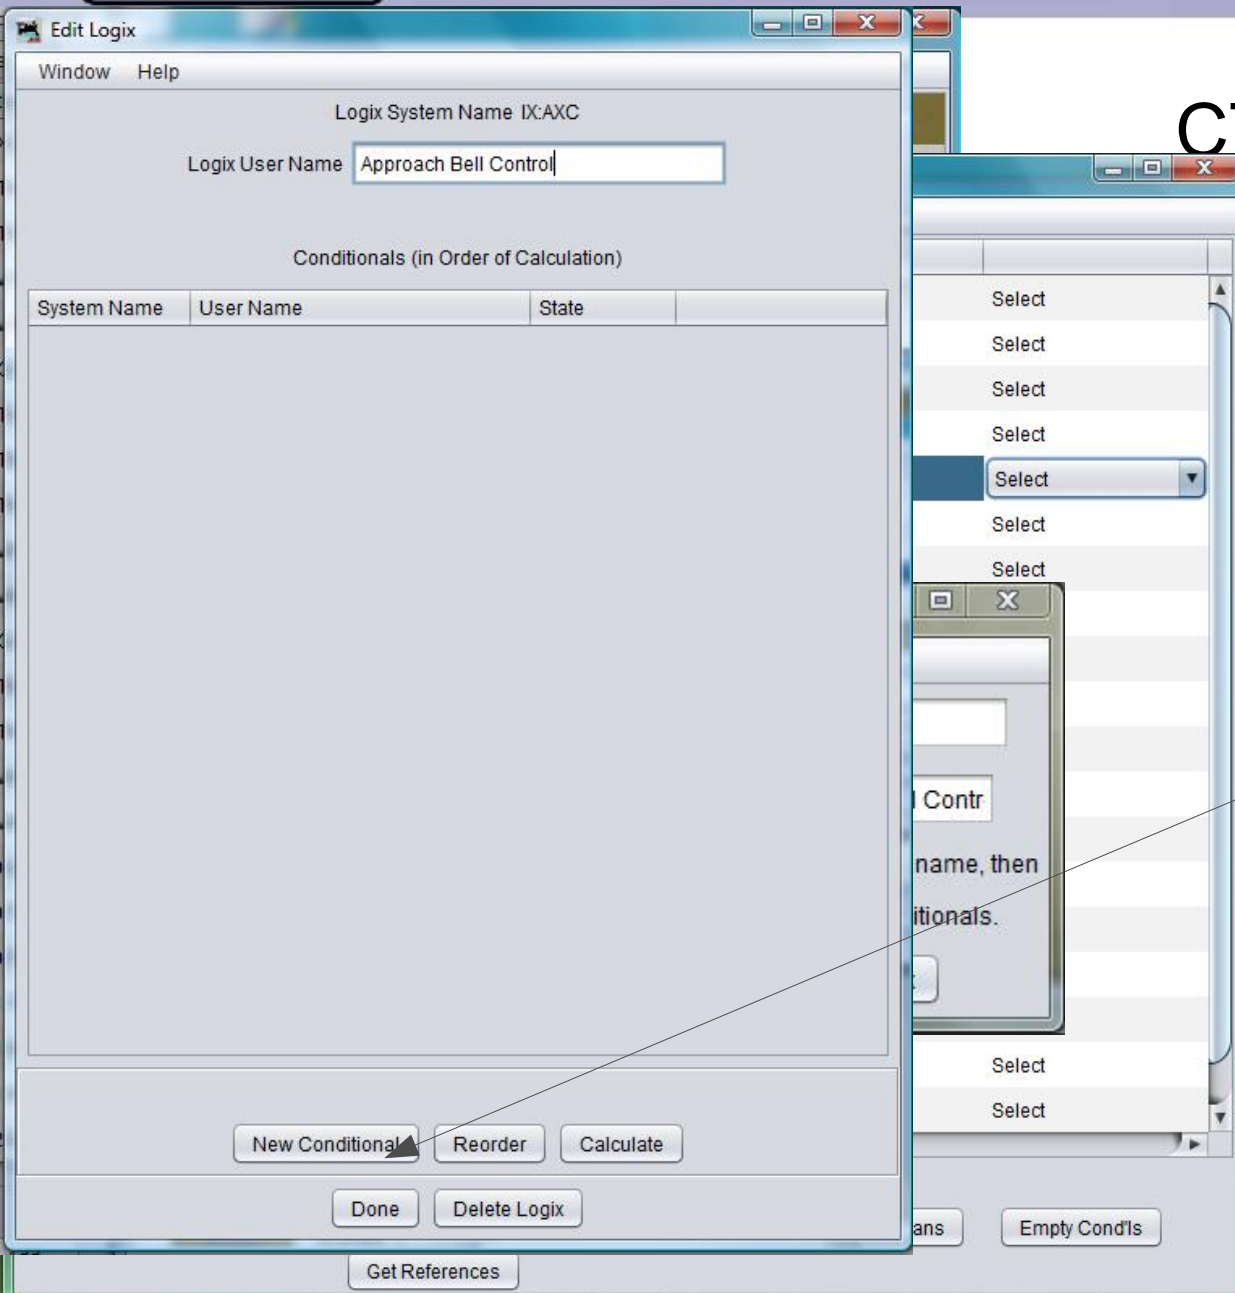 Edit Logix
Window Help
Logix System Name IX:AXC
Logix User Name Approach Bell Control
Conditionals (in Order of Calculation)
System Name User Name State
New Conditional Reorder Calculate
Done Delete Logix
Get References
Select
Select
Select
Select
Select
Select
Select
Contr
name, then
itionals.
Select
Select
ans Empty Cond'ls